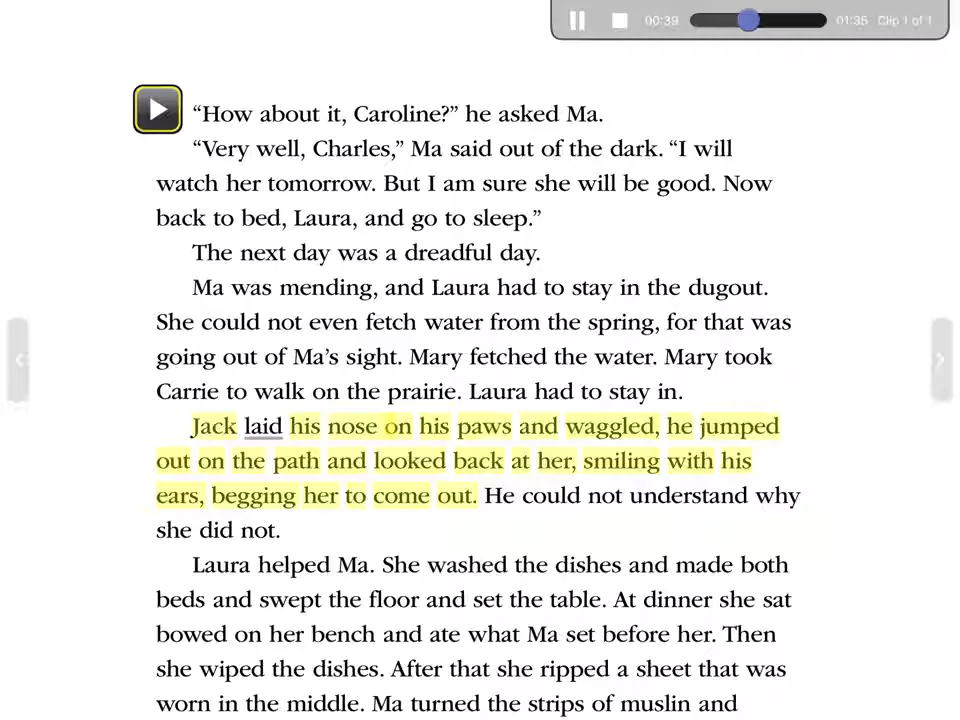 00:39 01:35 Clip 1 of 1
“How about it, Caroline?” he asked Ma.
“Very well, Charles,” Ma said out of the dark. “I will
watch her tomorrow. But I am sure she will be good. Now
back to bed, Laura, and go to sleep.”
The next day was a dreadful day.
Ma was mending, and Laura had to stay in the dugout.
She could not even fetch water from the spring, for that was
going out of Ma’s sight. Mary fetched the water. Mary took
Carrie to walk on the prairie. Laura had to stay in.
Jack laid his nose on his paws and waggled, he jumped
out on the path and looked back at her, smiling with his
ears, begging her to come out. He could not understand why
she did not.
Laura helped Ma. She washed the dishes and made both
beds and swept the floor and set the table. At dinner she sat
bowed on her bench and ate what Ma set before her. Then
she wiped the dishes. After that she ripped a sheet that was
worn in the middle. Ma turned the strips of muslin and